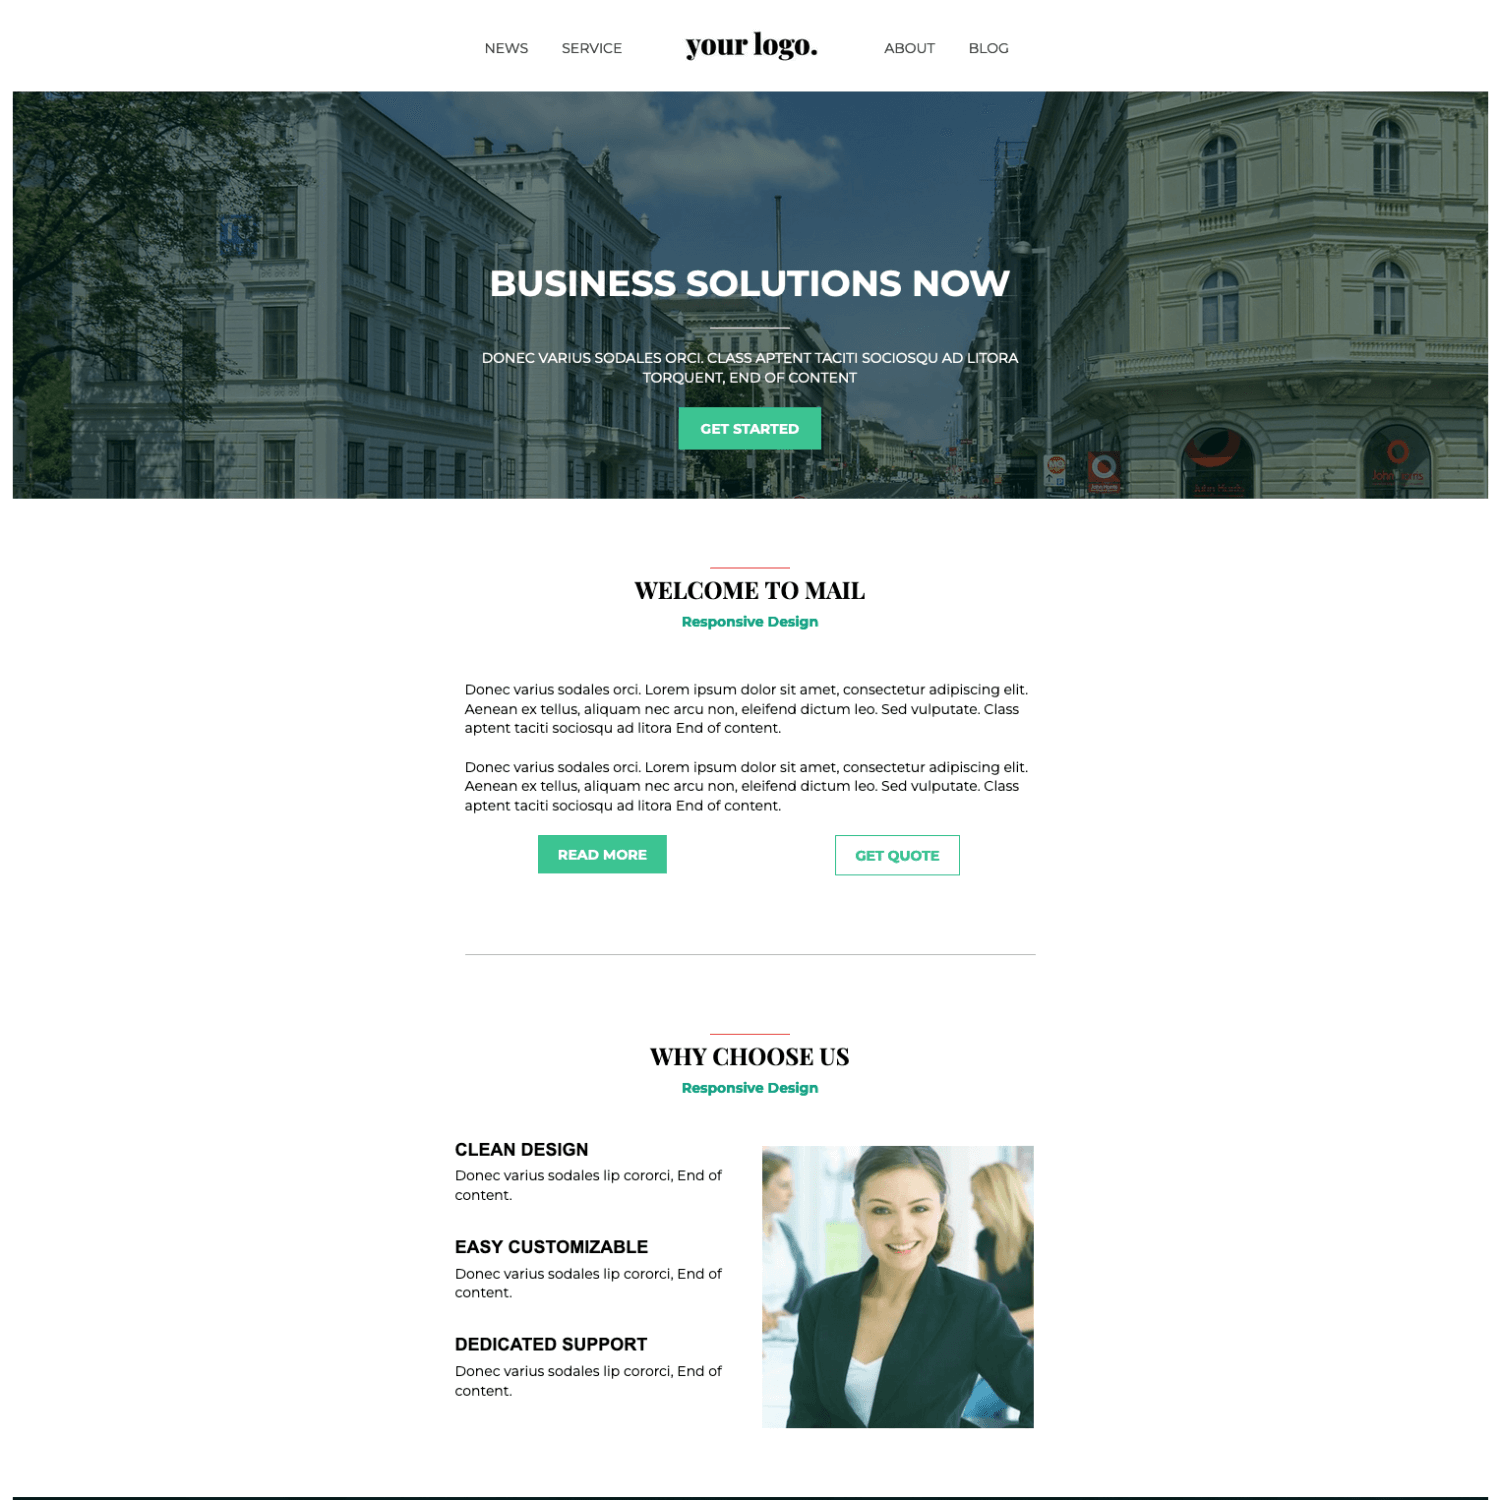 NEWS SERVICE your logo. ABOUT BLOG
BUSINESS SOLUTIONS NOW
DONEC VARIUS SODALES ORCI. CLASS APTENT TACITI SOCIOSQU AD LITORA
TORQUENT, END OF CONTENT
GET STARTED
WELCOME TO MAIL
Responsive Design
Donec varius sodales orci. Lorem ipsum dolor sit amet, consectetur adipiscing elit.
Aenean ex tellus, aliquam nec arcu non, eleifend dictum leo. Sed vulputate. Class
aptent taciti sociosqu ad litora End of content.
Donec varius sodales orci. Lorem ipsum dolor sit amet, consectetur adipiscing elit.
Aenean ex tellus, aliquam nec arcu non, eleifend dictum leo. Sed vulputate. Class
aptent taciti sociosqu ad litora End of content.
READ MORE GET QUOTE
WHY CHOOSE US
Responsive Design
CLEAN DESIGN
Donec varius sodales lip cororci, End of
content.
EASY CUSTOMIZABLE
Donec varius sodales lip cororci, End of
content.
DEDICATED SUPPORT
Donec varius sodales lip cororci, End of
content.